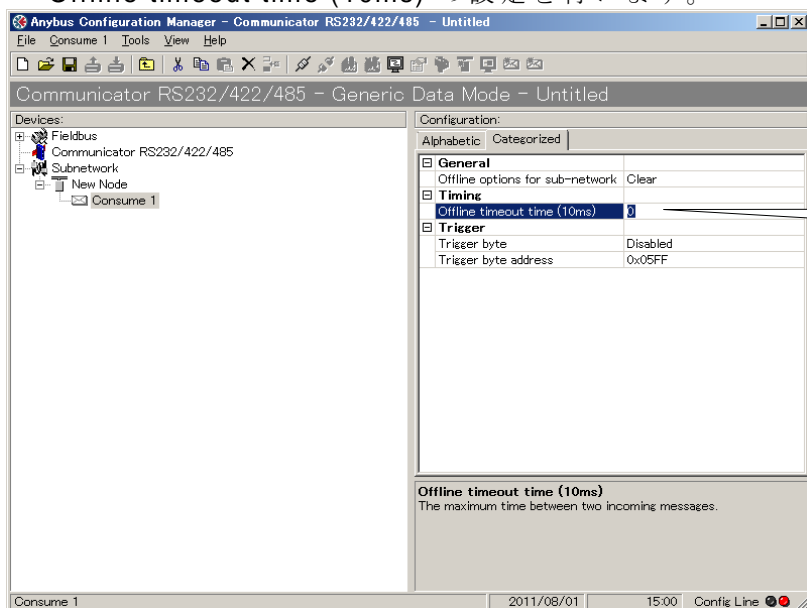 Offline timeout time (10ms) の設定を行います。
Anybus Configuration Manager - Communicator RS232/422/485 - Untitled
File Consume 1 Tools View Help
Communicator RS232/422/485 - Generic Data Mode - Untitled
Devices:
Fieldbus
Communicator RS232/422/485
Subnetwork
New Node
Consume 1
Configuration:
Alphabetic Categorized
General
Offline options for sub-network Clear
Timing
Offline timeout time (10ms) 0
Trigger
Trigger byte Disabled
Trigger byte address 0x05FF
Offline timeout time (10ms)
The maximum time between two incoming messages.
Consume 1 2011/08/01 15:00 Config Line